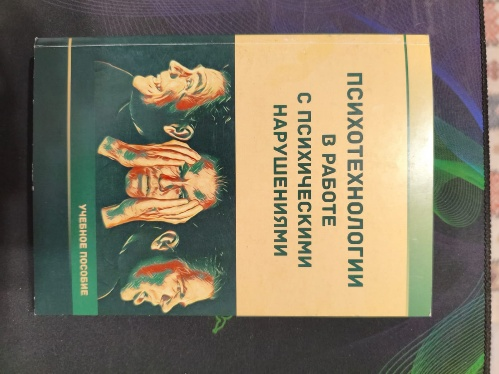 ПСИХОТЕХНОЛОГИИ
В РАБОТЕ
С ПСИХИЧЕСКИМИ
НАРУШЕНИЯМИ
УЧЕБНОЕ ПОСОБИЕ